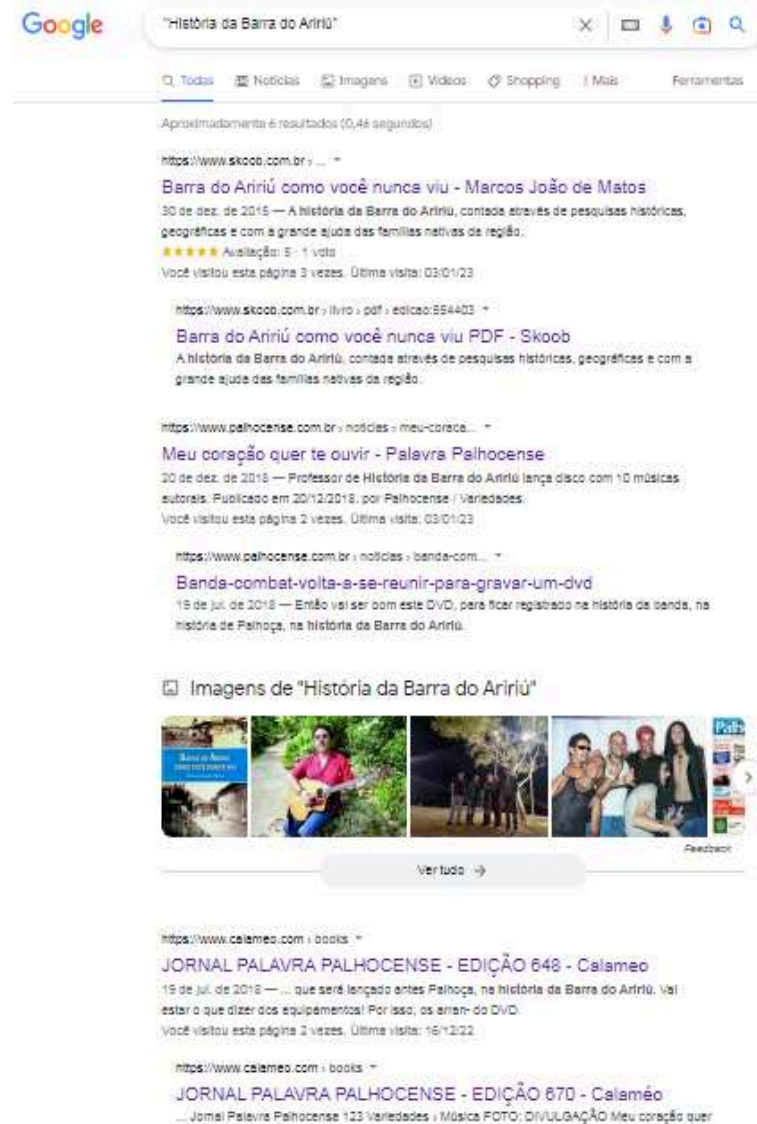 Google
"História da Barra do Aririú"
Todas Notícias Imagens Vídeos Shopping Mais Ferramentas
Aproximadamente 6 resultados (0,46 segundos)
https://www.skoob.com.br › ...
Barra do Aririú como você nunca viu - Marcos João de Matos
30 de dez. de 2015 — A história da Barra do Aririú, contada através de pesquisas históricas,
geográficas e com a grande ajuda das famílias nativas da região.
★★★★★ Avaliação: 5 · 1 voto
Você visitou esta página 3 vezes. Última visita: 03/01/23
https://www.skoob.com.br › livro › pdf › edicao:554403
Barra do Aririú como você nunca viu PDF - Skoob
A história da Barra do Aririú, contada através de pesquisas históricas, geográficas e com a
grande ajuda das famílias nativas da região.
https://www.palhocense.com.br › noticias › meu-coraca...
Meu coração quer te ouvir - Palavra Palhocense
20 de dez. de 2018 — Professor de História da Barra do Aririú lança disco com 10 músicas
autorais. Publicado em 20/12/2018, por Palhocense / Variedades.
Você visitou esta página 2 vezes. Última visita: 03/01/23
https://www.palhocense.com.br › noticias › banda-com...
Banda-combat-volta-a-se-reunir-para-gravar-um-dvd
19 de jul. de 2018 — Então vai ser bom este DVD, para ficar registrado na história da banda, na
história de Palhoça, na história da Barra do Aririú.
Imagens de "História da Barra do Aririú"
Barra do Aririú
como você nunca viu
Palh
Feedback
Ver tudo
https://www.calameo.com › books
JORNAL PALAVRA PALHOCENSE - EDIÇÃO 648 - Calameo
19 de jul. de 2018 — ... que será lançado antes Palhoça, na história da Barra do Aririú. Vai
estar o que dizer dos equipamentos! Por isso, os arran- do DVD.
Você visitou esta página 2 vezes. Última visita: 16/12/22
https://www.calameo.com › books
JORNAL PALAVRA PALHOCENSE - EDIÇÃO 670 - Calaméo
... Jornal Palavra Palhocense 123 Variedades › Música FOTO: DIVULGAÇÃO Meu coração quer